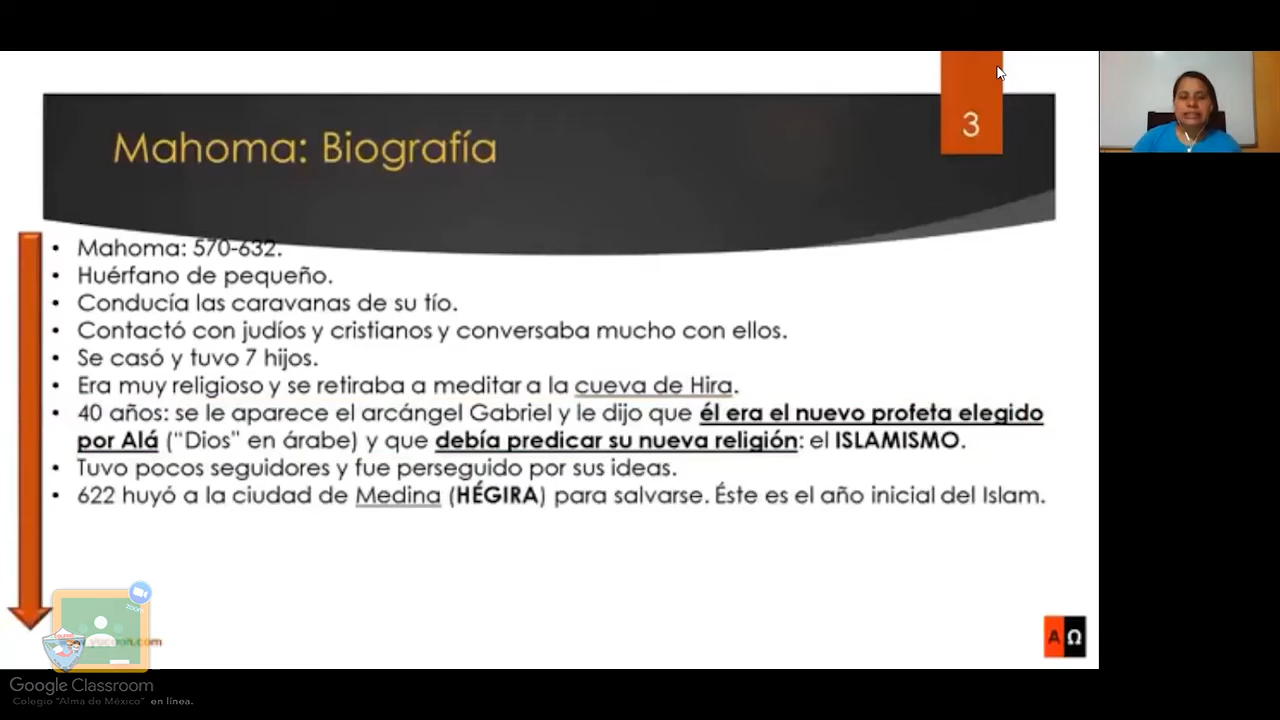 3
Mahoma: Biografía
• Mahoma: 570-632.
• Huérfano de pequeño.
• Conducía las caravanas de su tío.
• Contactó con judíos y cristianos y conversaba mucho con ellos.
• Se casó y tuvo 7 hijos.
• Era muy religioso y se retiraba a meditar a la cueva de Hira.
• 40 años: se le aparece el arcángel Gabriel y le dijo que él era el nuevo profeta elegido
por Alá (“Dios” en árabe) y que debía predicar su nueva religión: el ISLAMISMO.
• Tuvo pocos seguidores y fue perseguido por sus ideas.
• 622 huyó a la ciudad de Medina (HÉGIRA) para salvarse. Éste es el año inicial del Islam.
zoom
Α Ω
Google Classroom
Colegio "Alma de México" en línea.